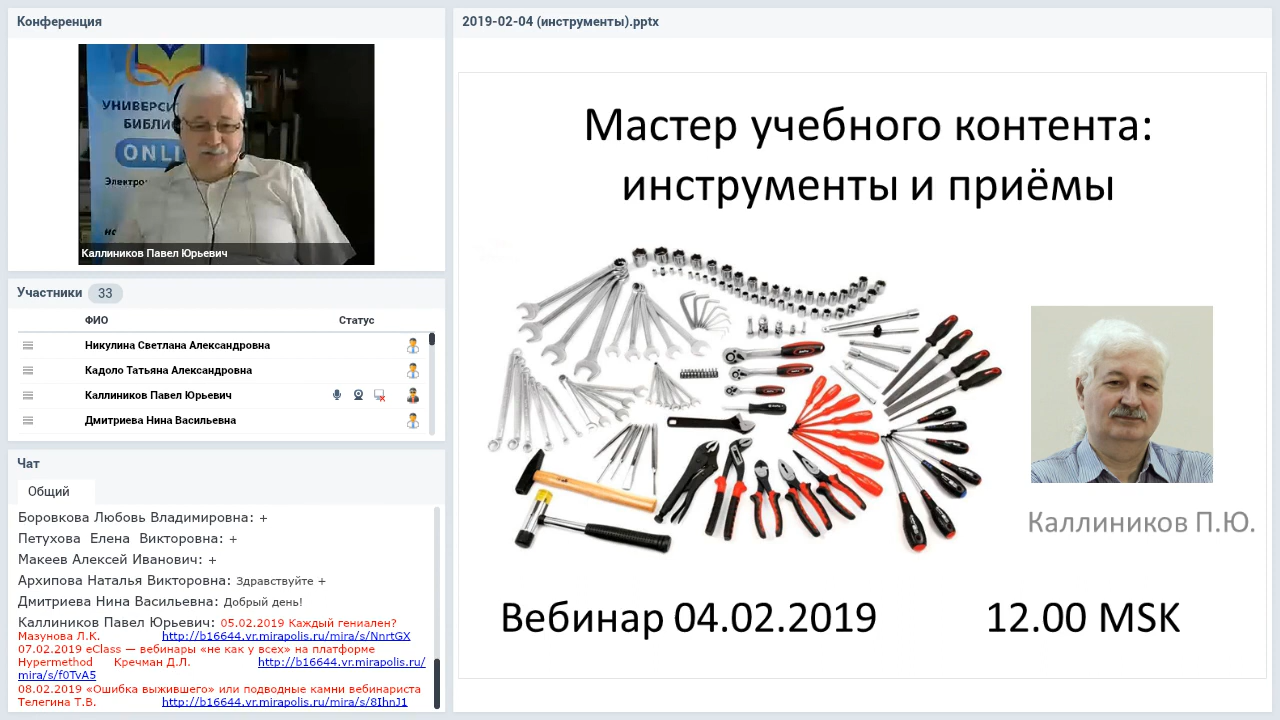 Конференция
УНИВЕРСИ
БИБЛИ
ONLI
Электро
Каллиников Павел Юрьевич
Участники 33
ФИО Статус
Никулина Светлана Александровна
Кадоло Татьяна Александровна
Каллиников Павел Юрьевич
Дмитриева Нина Васильевна
Чат
Общий
Боровкова Любовь Владимировна: +
Петухова Елена Викторовна: +
Макеев Алексей Иванович: +
Архипова Наталья Викторовна: Здравствуйте +
Дмитриева Нина Васильевна: Добрый день!
Каллиников Павел Юрьевич: 05.02.2019 Каждый гениален?
Мазунова Л.К. http://b16644.vr.mirapolis.ru/mira/s/NnrtGX
07.02.2019 eClass — вебинары «не как у всех» на платформе
Hypermethod Кречман Д.Л. http://b16644.vr.mirapolis.ru/
mira/s/f0TvA5
08.02.2019 «Ошибка выжившего» или подводные камни вебинариста
Телегина Т.В. http://b16644.vr.mirapolis.ru/mira/s/8IhnJ1
2019-02-04 (инструменты).pptx
Мастер учебного контента:
инструменты и приёмы
Каллиников П.Ю.
Вебинар 04.02.2019 12.00 MSK